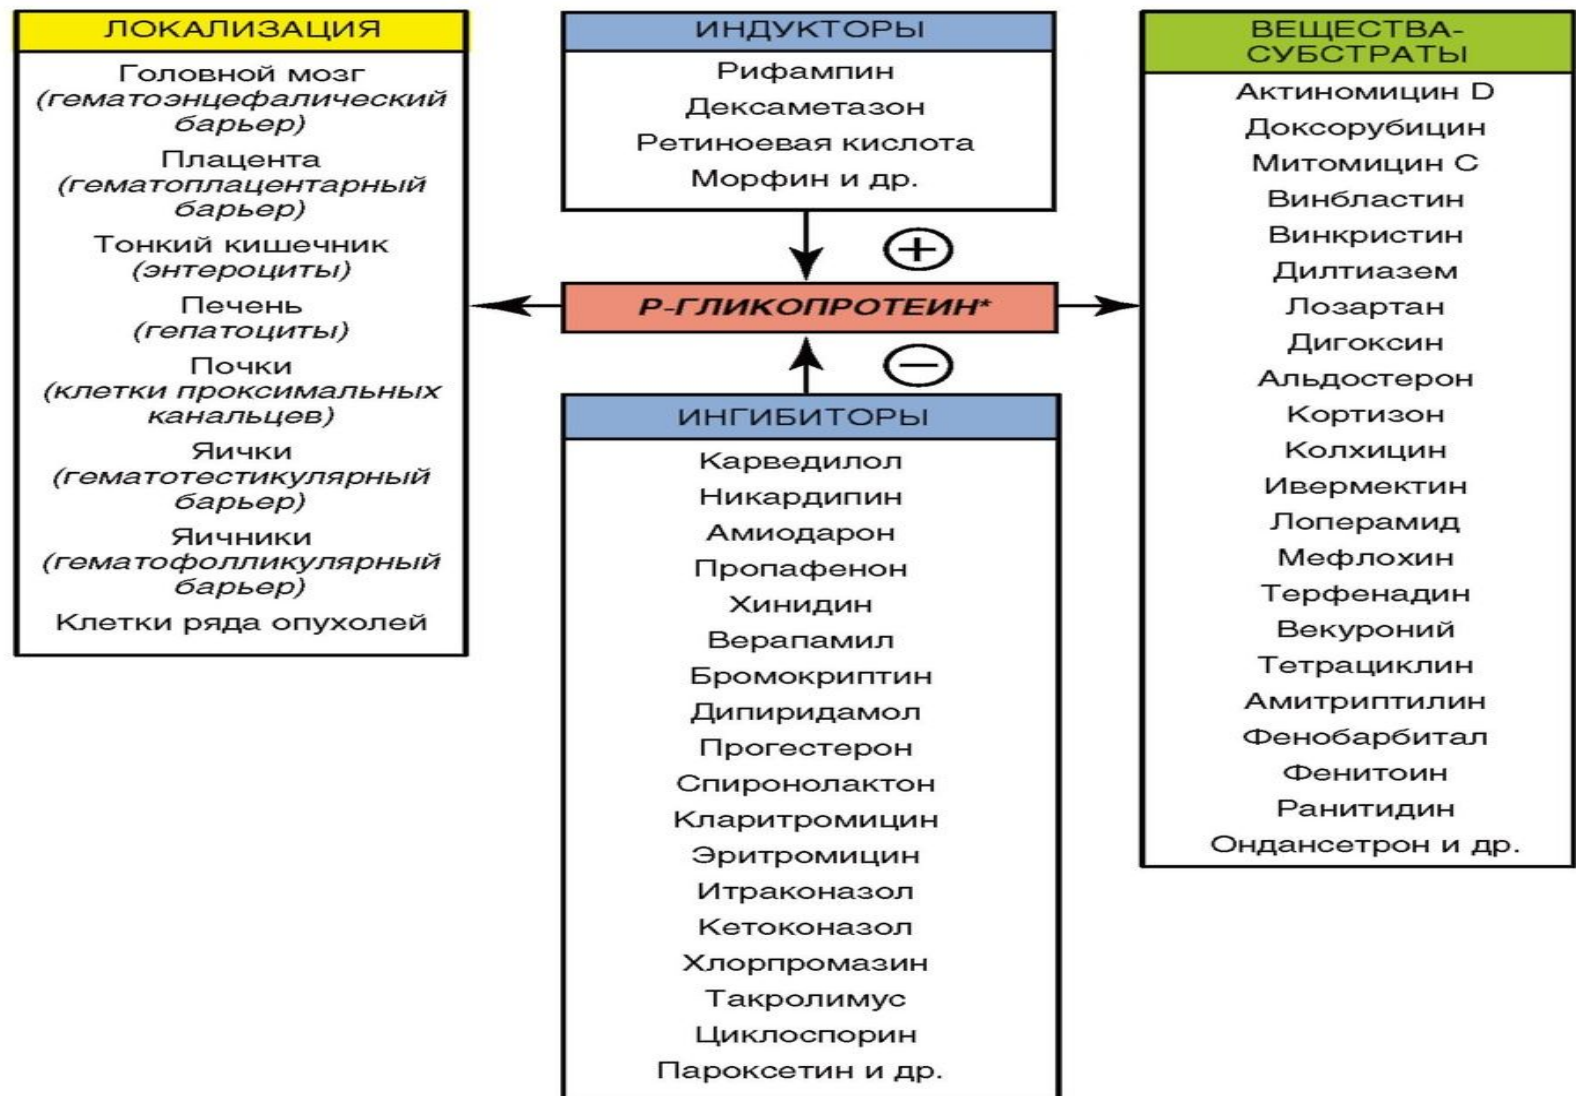 ЛОКАЛИЗАЦИЯ
Головной мозг
(гематоэнцефалический
барьер)
Плацента
(гематоплацентарный
барьер)
Тонкий кишечник
(энтероциты)
Печень
(гепатоциты)
Почки
(клетки проксимальных
канальцев)
Яички
(гематотестикулярный
барьер)
Яичники
(гематофолликулярный
барьер)
Клетки ряда опухолей
ИНДУКТОРЫ
Рифампин
Дексаметазон
Ретиноевая кислота
Морфин и др.
+
Р-ГЛИКОПРОТЕИН*
−
ИНГИБИТОРЫ
Карведилол
Никардипин
Амиодарон
Пропафенон
Хинидин
Верапамил
Бромокриптин
Дипиридамол
Прогестерон
Спиронолактон
Кларитромицин
Эритромицин
Итраконазол
Кетоконазол
Хлорпромазин
Такролимус
Циклоспорин
Пароксетин и др.
ВЕЩЕСТВА-
СУБСТРАТЫ
Актиномицин D
Доксорубицин
Митомицин С
Винбластин
Винкристин
Дилтиазем
Лозартан
Дигоксин
Альдостерон
Кортизон
Колхицин
Ивермектин
Лоперамид
Мефлохин
Терфенадин
Векуроний
Тетрациклин
Амитриптилин
Фенобарбитал
Фенитоин
Ранитидин
Ондансетрон и др.